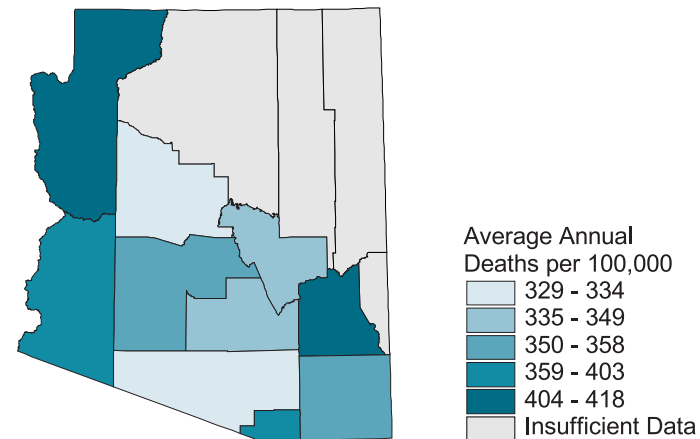 Average Annual
Deaths per 100,000
329 - 334
335 - 349
350 - 358
359 - 403
404 - 418
Insufficient Data